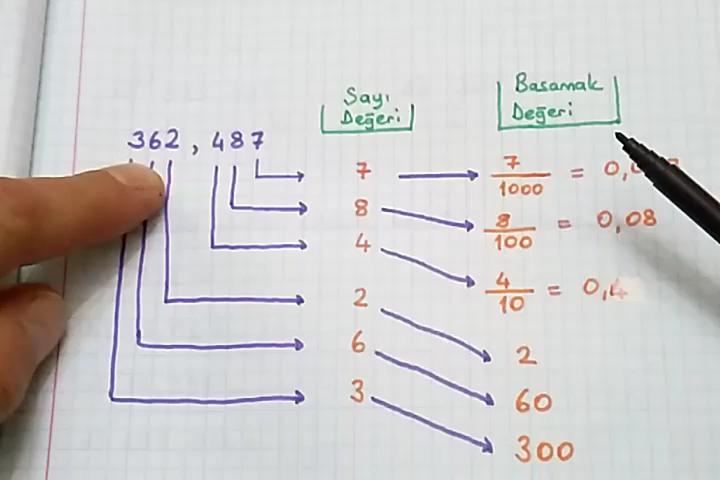 Sayı
Değeri
Basamak
Değeri
362,487
7
7/1000 =
8
8/100 = 0,08
4
4/10 = 0,4
2
2
6
60
3
300